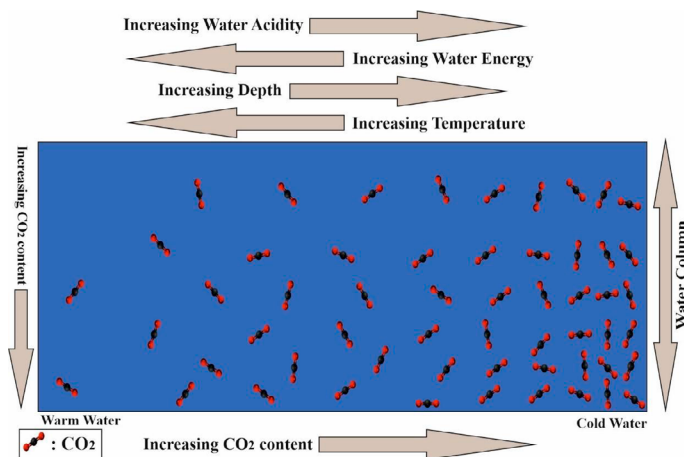 Increasing Water Acidity
Increasing Water Energy
Increasing Depth
Increasing Temperature
Increasing CO2 content
Water Column
Warm Water
Cold Water
: CO2
Increasing CO2 content